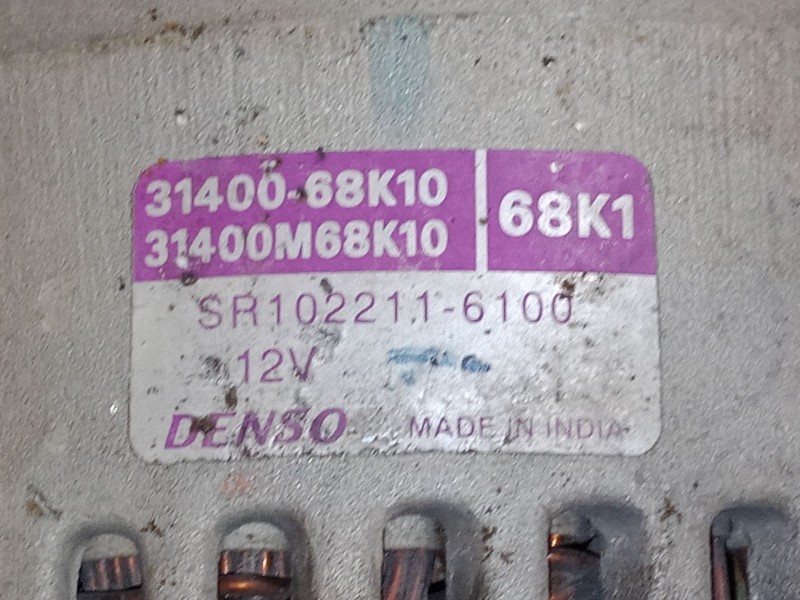 31400-68K10
31400M68K10
68K1
SR102211-6100
12V
DENSO
MADE IN INDIA